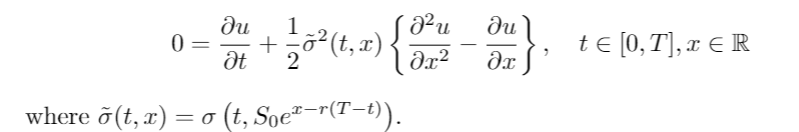 0 = ∂u/∂t + 1/2 σ̃²(t, x) { ∂²u/∂x² − ∂u/∂x }, t ∈ [0, T], x ∈ ℝ
where σ̃(t, x) = σ (t, S₀e^{x−r(T−t)}).